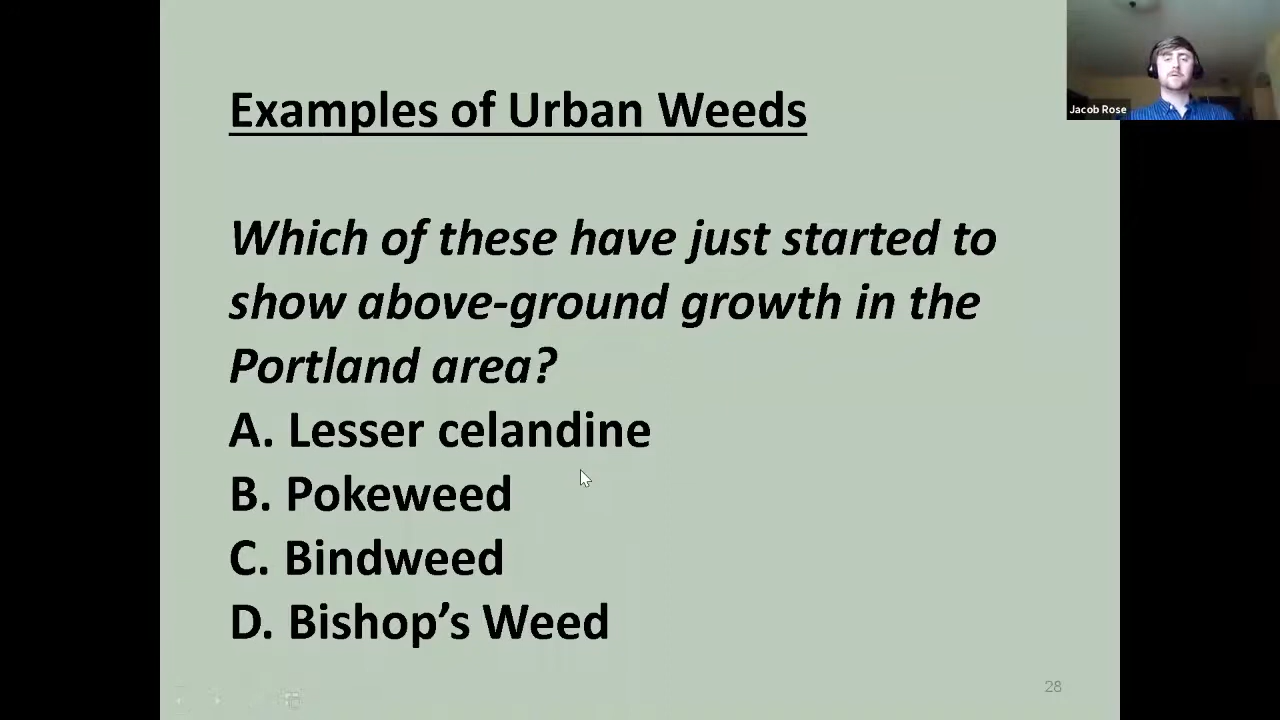 Jacob Rose
Examples of Urban Weeds
Which of these have just started to
show above-ground growth in the
Portland area?
A. Lesser celandine
B. Pokeweed
C. Bindweed
D. Bishop’s Weed
28